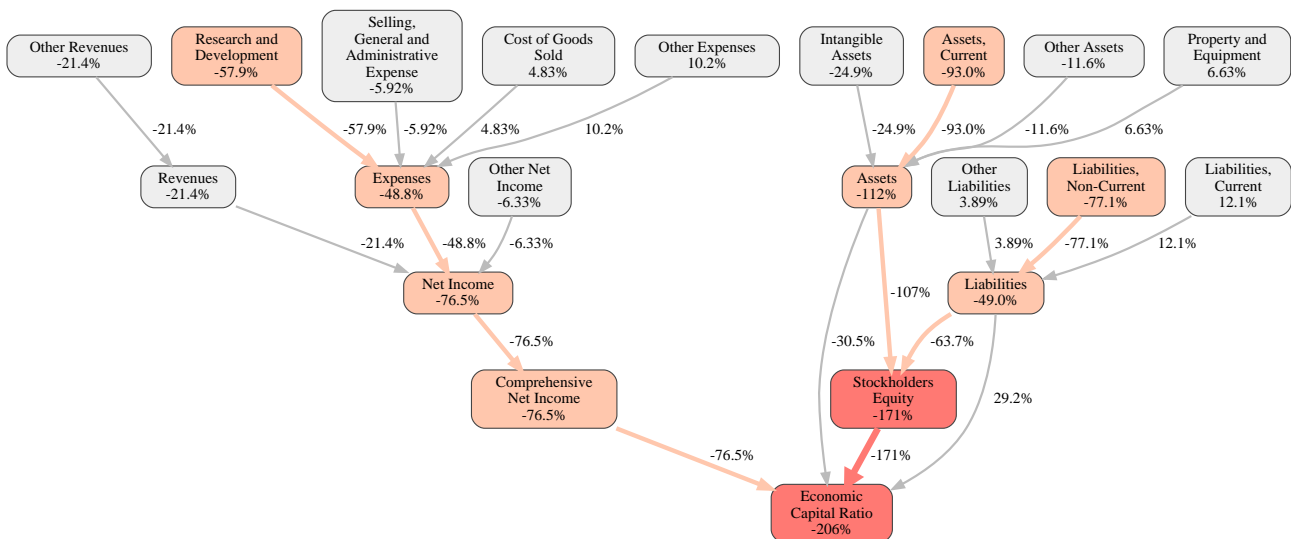 Other Revenues
-21.4%
Research and
Development
-57.9%
Selling,
General and
Administrative
Expense
-5.92%
Cost of Goods
Sold
4.83%
Other Expenses
10.2%
Intangible
Assets
-24.9%
Assets,
Current
-93.0%
Other Assets
-11.6%
Property and
Equipment
6.63%
-21.4%
-57.9%
-5.92%
4.83%
10.2%
-24.9%
-93.0%
-11.6%
6.63%
Revenues
-21.4%
Expenses
-48.8%
Other Net
Income
-6.33%
Assets
-112%
Other
Liabilities
3.89%
Liabilities,
Non-Current
-77.1%
Liabilities,
Current
12.1%
-21.4%
-48.8%
-6.33%
3.89%
-77.1%
12.1%
Net Income
-76.5%
-107%
Liabilities
-49.0%
-76.5%
-30.5%
-63.7%
Comprehensive
Net Income
-76.5%
Stockholders
Equity
-171%
29.2%
-76.5%
-171%
Economic
Capital Ratio
-206%